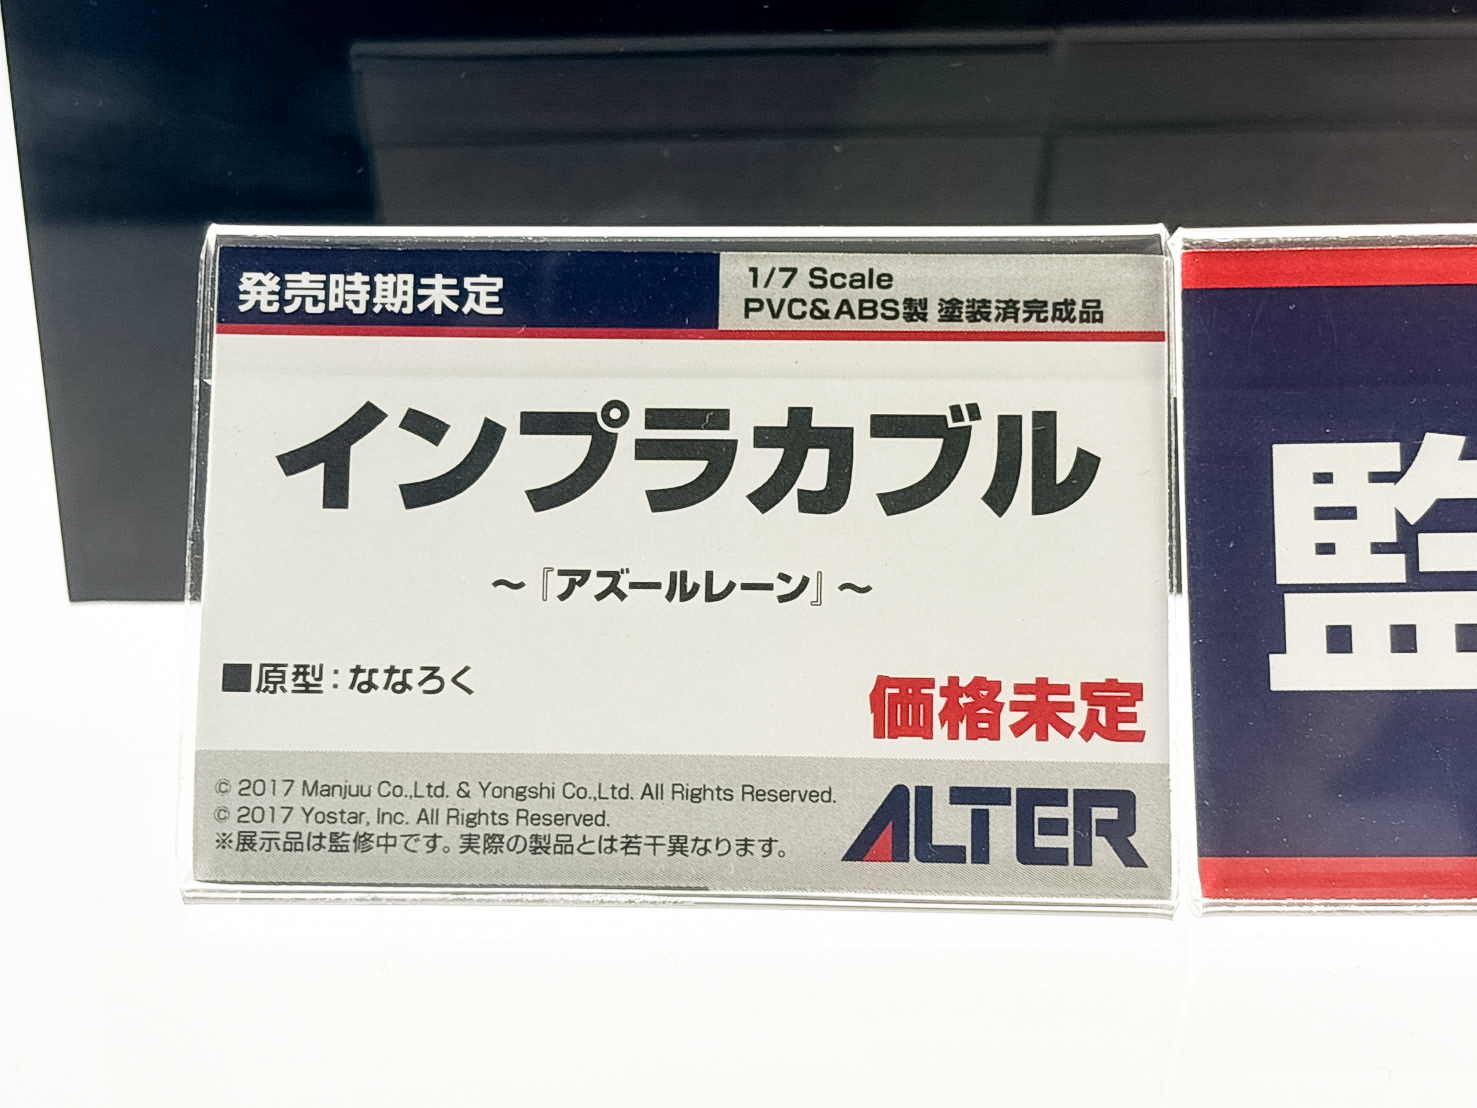 発売時期未定
1/7 Scale
PVC&ABS製 塗装済完成品
インプラカブル
～『アズールレーン』～
■原型：ななろく
価格未定
© 2017 Manjuu Co.,Ltd. & Yongshi Co.,Ltd. All Rights Reserved.
© 2017 Yostar, Inc. All Rights Reserved.
※展示品は監修中です。実際の製品とは若干異なります。
ALTER
監